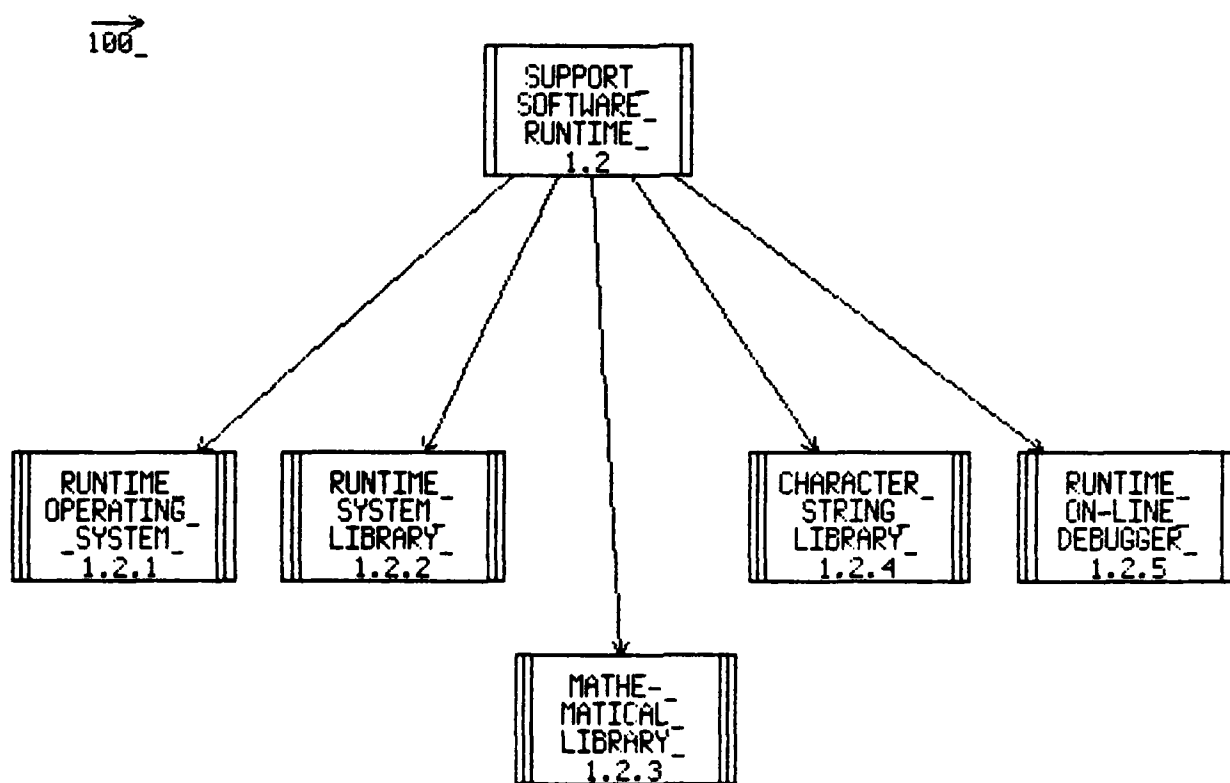 100_
SUPPORT_
SOFTWARE_
RUNTIME_
1.2
RUNTIME_
OPERATING_
_SYSTEM_
1.2.1
RUNTIME_
SYSTEM_
LIBRARY_
1.2.2
CHARACTER_
STRING_
LIBRARY_
1.2.4
RUNTIME_
ON-LINE_
DEBUGGER_
1.2.5
MATHE-_
MATICAL_
LIBRARY_
1.2.3